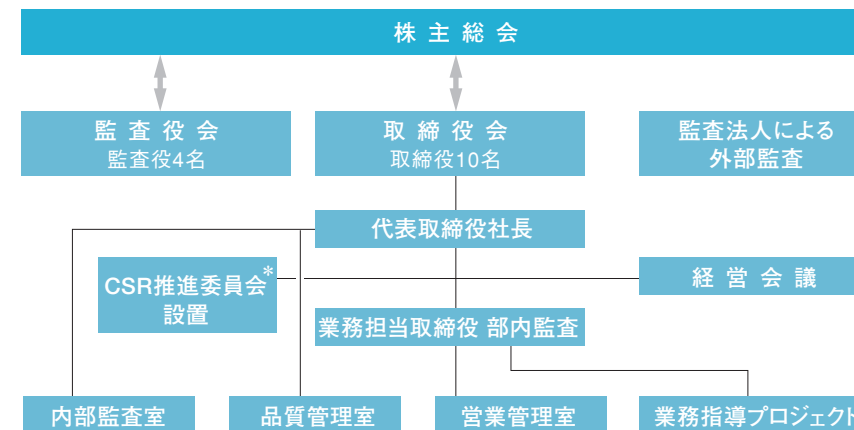 株主総会
監査役会
監査役4名
取締役会
取締役10名
監査法人による
外部監査
代表取締役社長
CSR推進委員会*
設置
経営会議
業務担当取締役 部内監査
内部監査室
品質管理室
営業管理室
業務指導プロジェクト